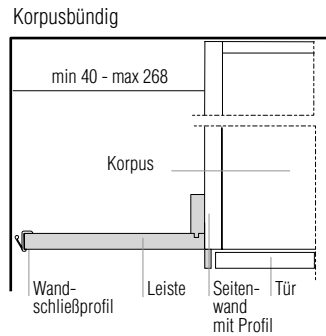 Korpusbündig
min 40 - max 268
Korpus
Wand-
schließprofil
Leiste
Seiten-
wand
mit Profil
Tür